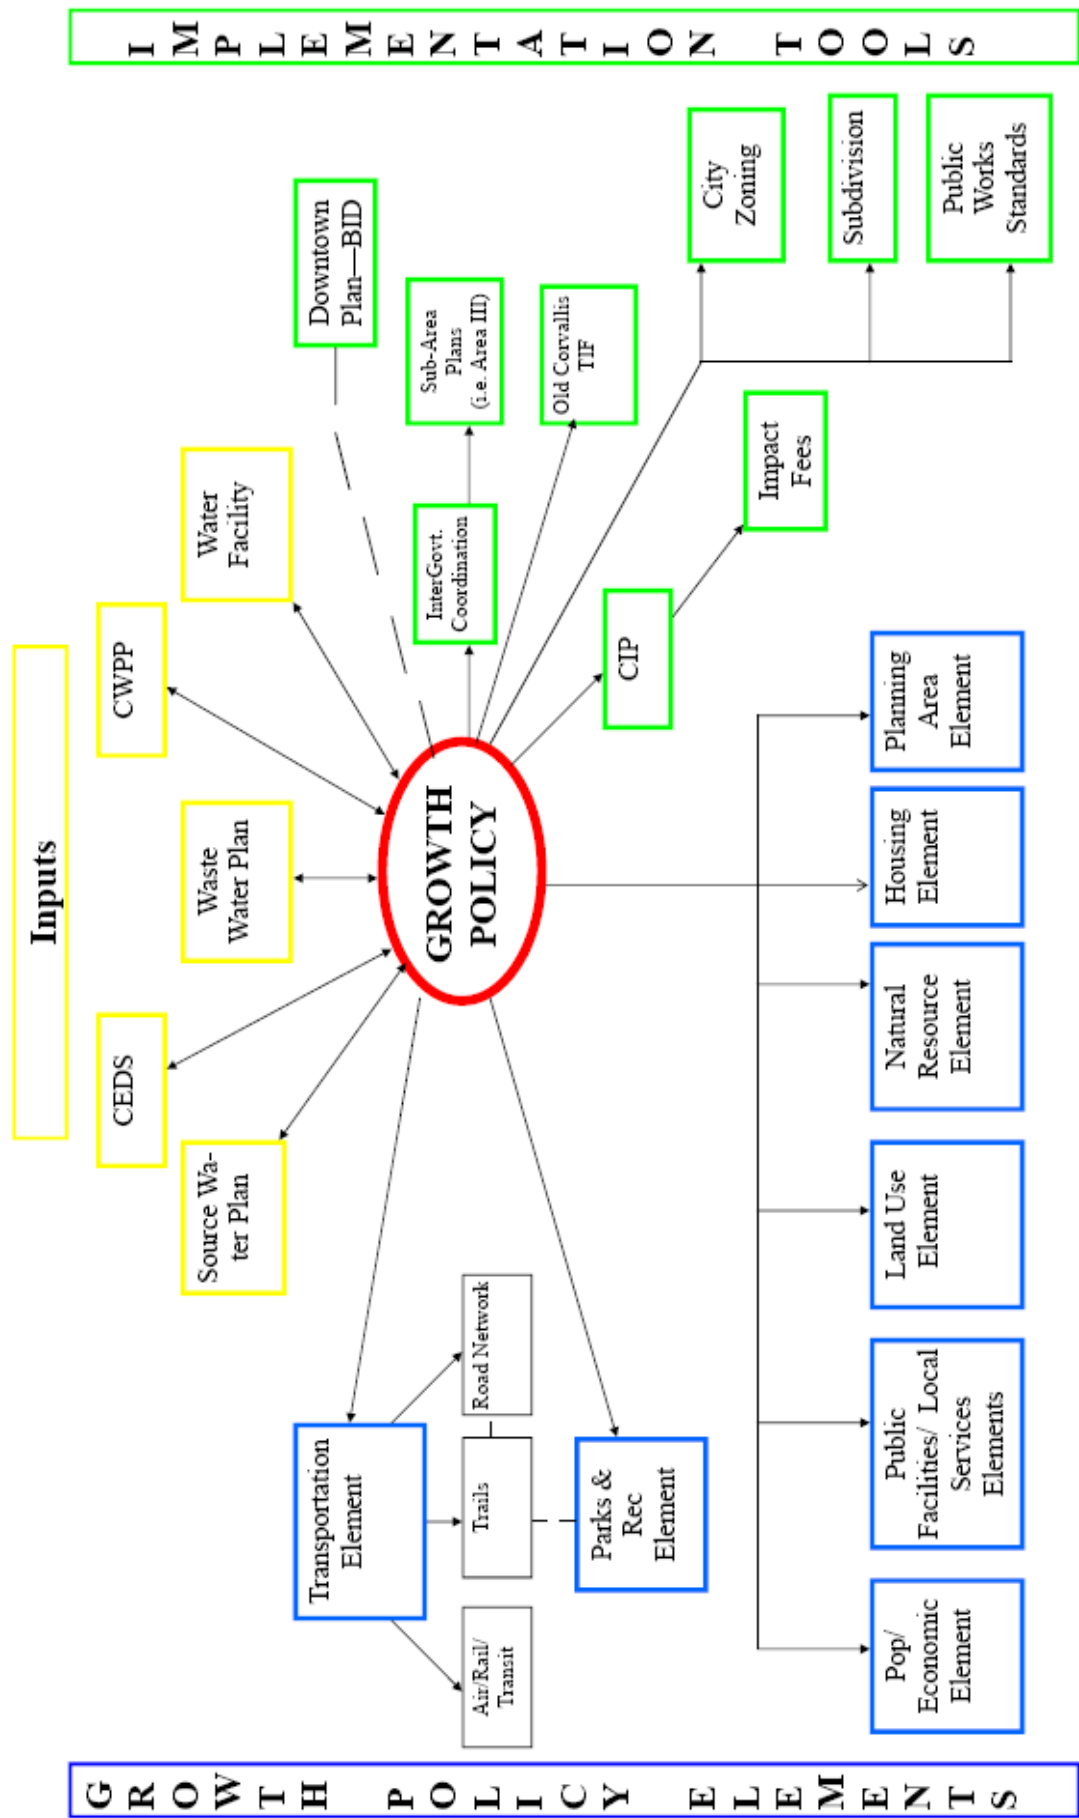 Inputs
CEDS
CWPP
Source Wa-
ter Plan
Waste
Water Plan
Water
Facility
GROWTH POLICY ELEMENTS
Transportation
Element
Air/Rail/
Transit
Trails
Road Network
Parks &
Rec
Element
GROWTH
POLICY
Downtown
Plan—BID
InterGovt.
Coordination
Sub-Area
Plans
(i.e. Area III)
Old Corvallis
TIF
CIP
Impact
Fees
City
Zoning
Subdivision
Public
Works
Standards
IMPLEMENTATION TOOLS
Pop/
Economic
Element
Public
Facilities/ Local
Services
Elements
Land Use
Element
Natural
Resource
Element
Housing
Element
Planning
Area
Element